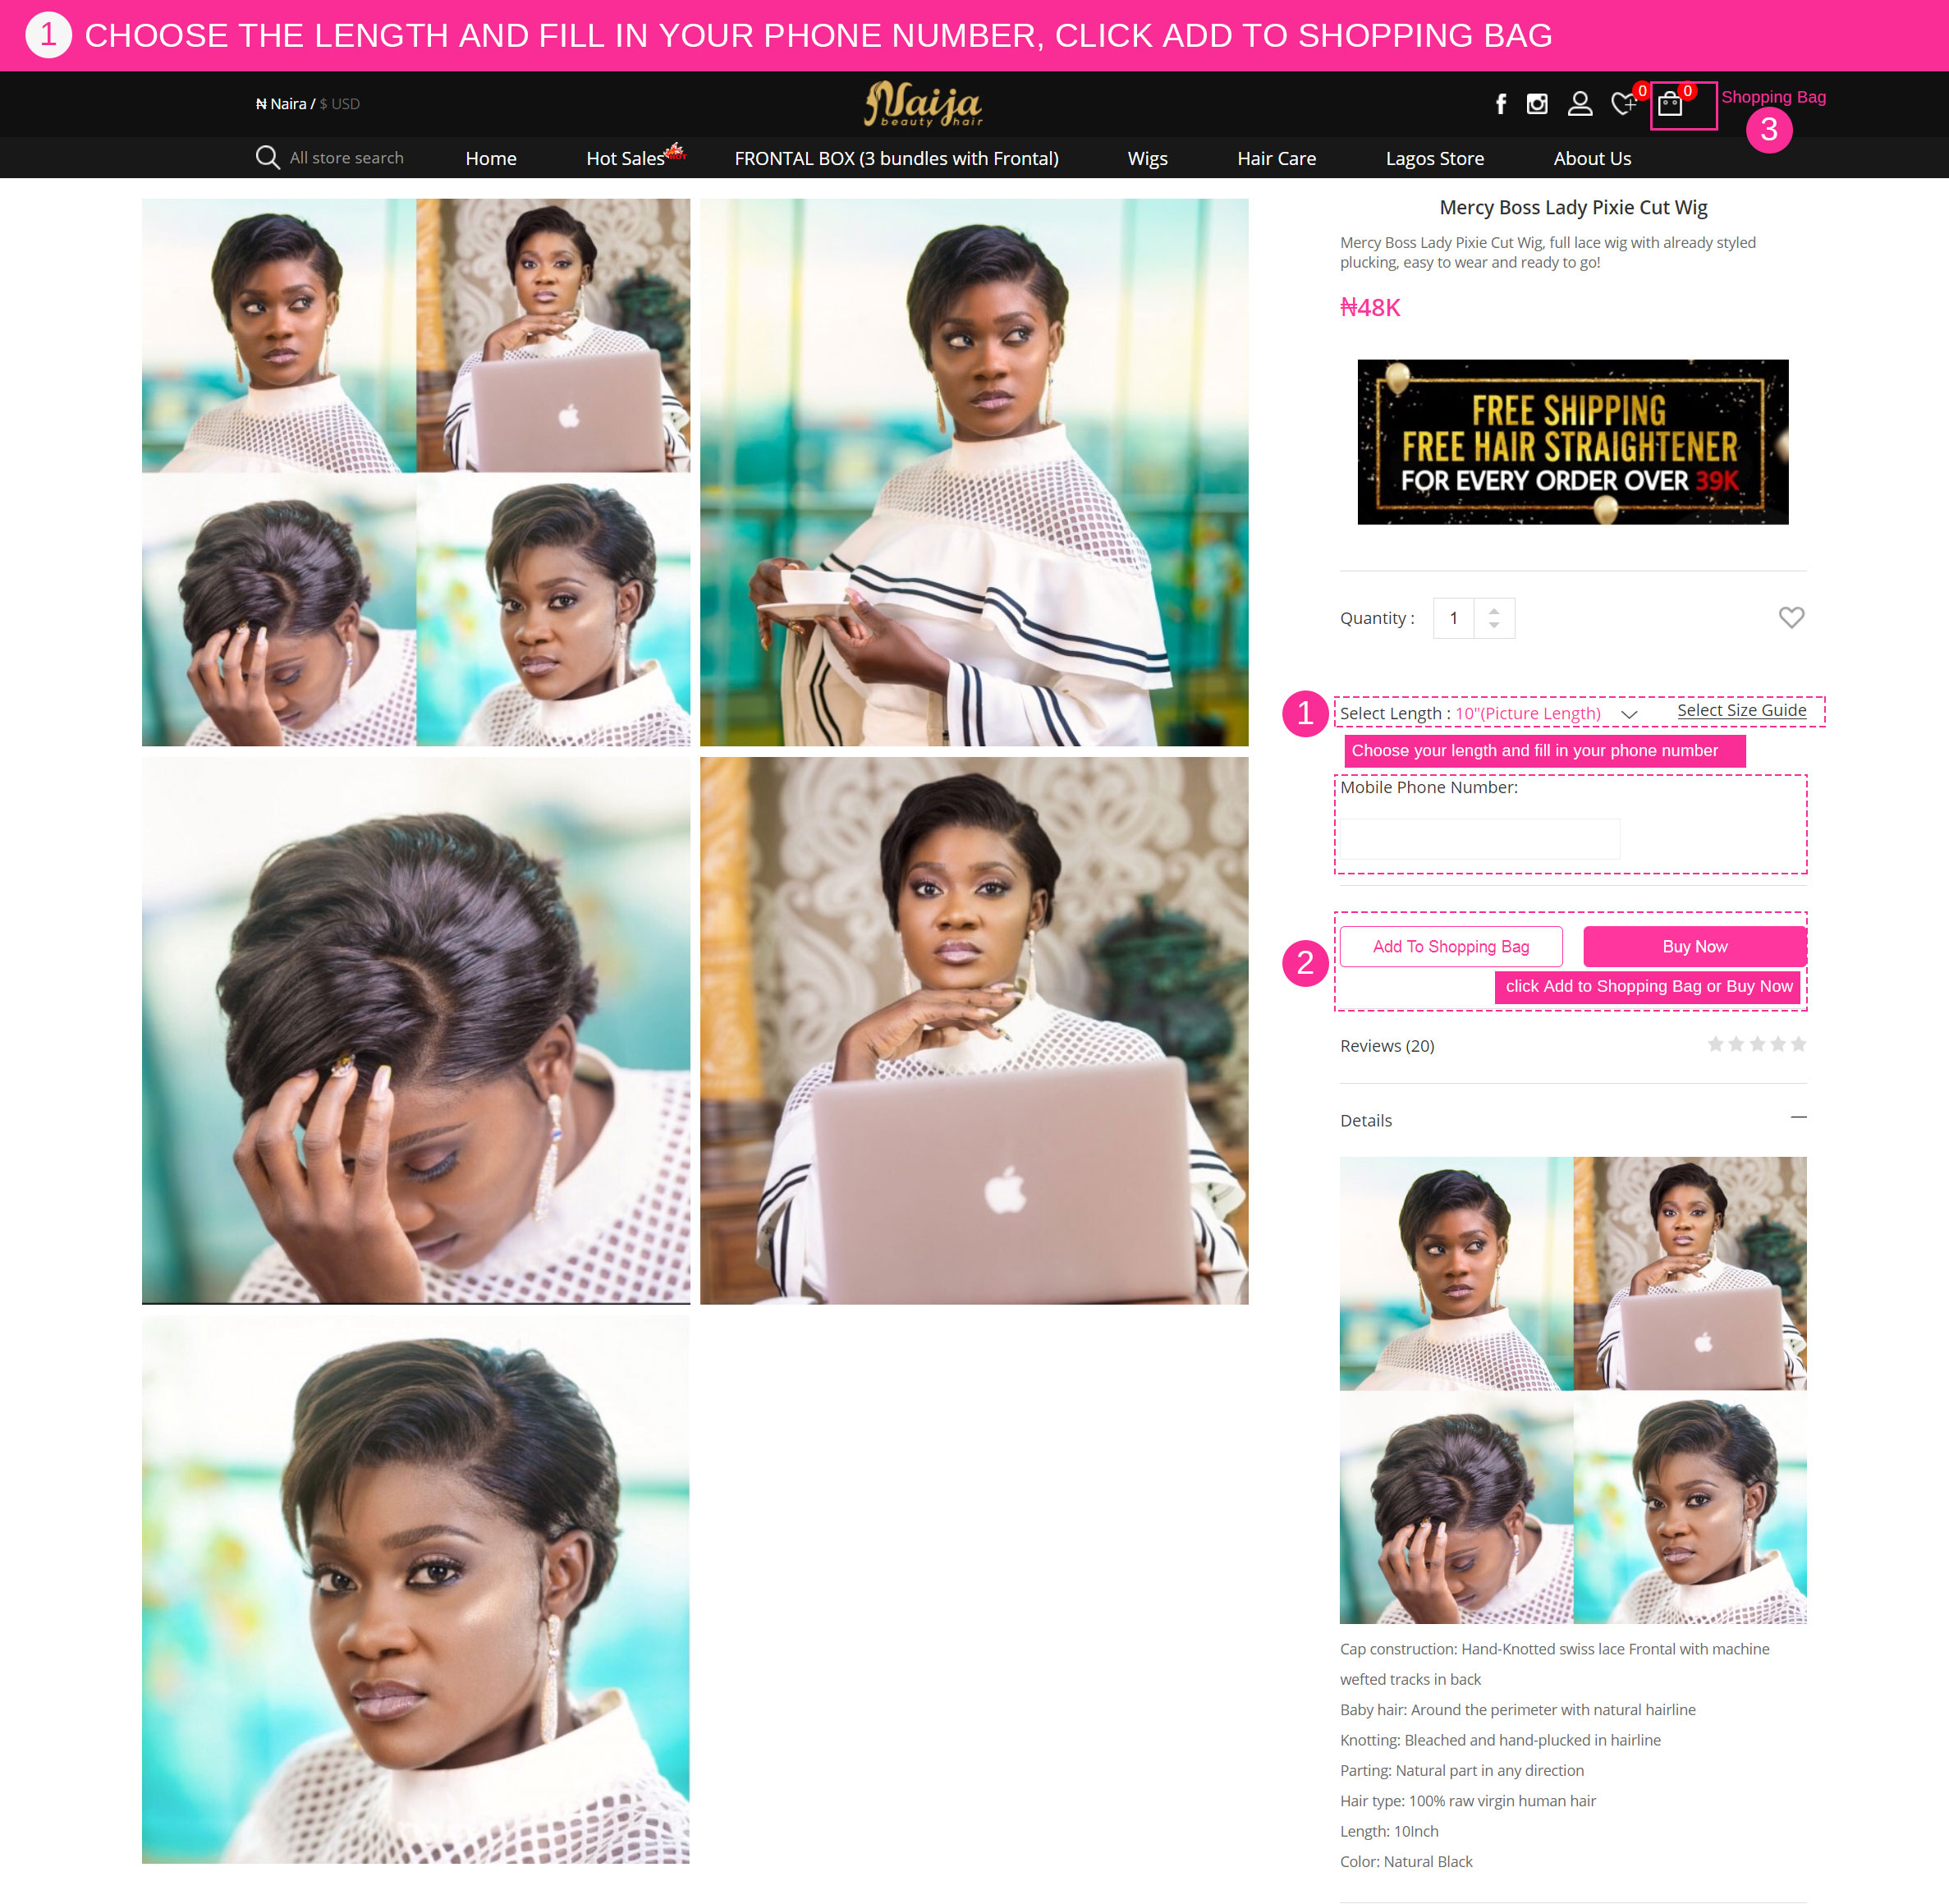 1 CHOOSE THE LENGTH AND FILL IN YOUR PHONE NUMBER, CLICK ADD TO SHOPPING BAG
₦ Naira / $ USD
Naija
beauty hair
0
0
Shopping Bag
3
All store search
Home
Hot Sales
HOT
FRONTAL BOX (3 bundles with Frontal)
Wigs
Hair Care
Lagos Store
About Us
Mercy Boss Lady Pixie Cut Wig
Mercy Boss Lady Pixie Cut Wig, full lace wig with already styled
plucking, easy to wear and ready to go!
₦48K
FREE SHIPPING
FREE HAIR STRAIGHTENER
FOR EVERY ORDER OVER 39K
Quantity :
1
1
Select Length : 10"(Picture Length)
Select Size Guide
Choose your length and fill in your phone number
Mobile Phone Number:
2
Add To Shopping Bag
Buy Now
click Add to Shopping Bag or Buy Now
Reviews (20)
Details
Cap construction: Hand-Knotted swiss lace Frontal with machine
wefted tracks in back
Baby hair: Around the perimeter with natural hairline
Knotting: Bleached and hand-plucked in hairline
Parting: Natural part in any direction
Hair type: 100% raw virgin human hair
Length: 10Inch
Color: Natural Black